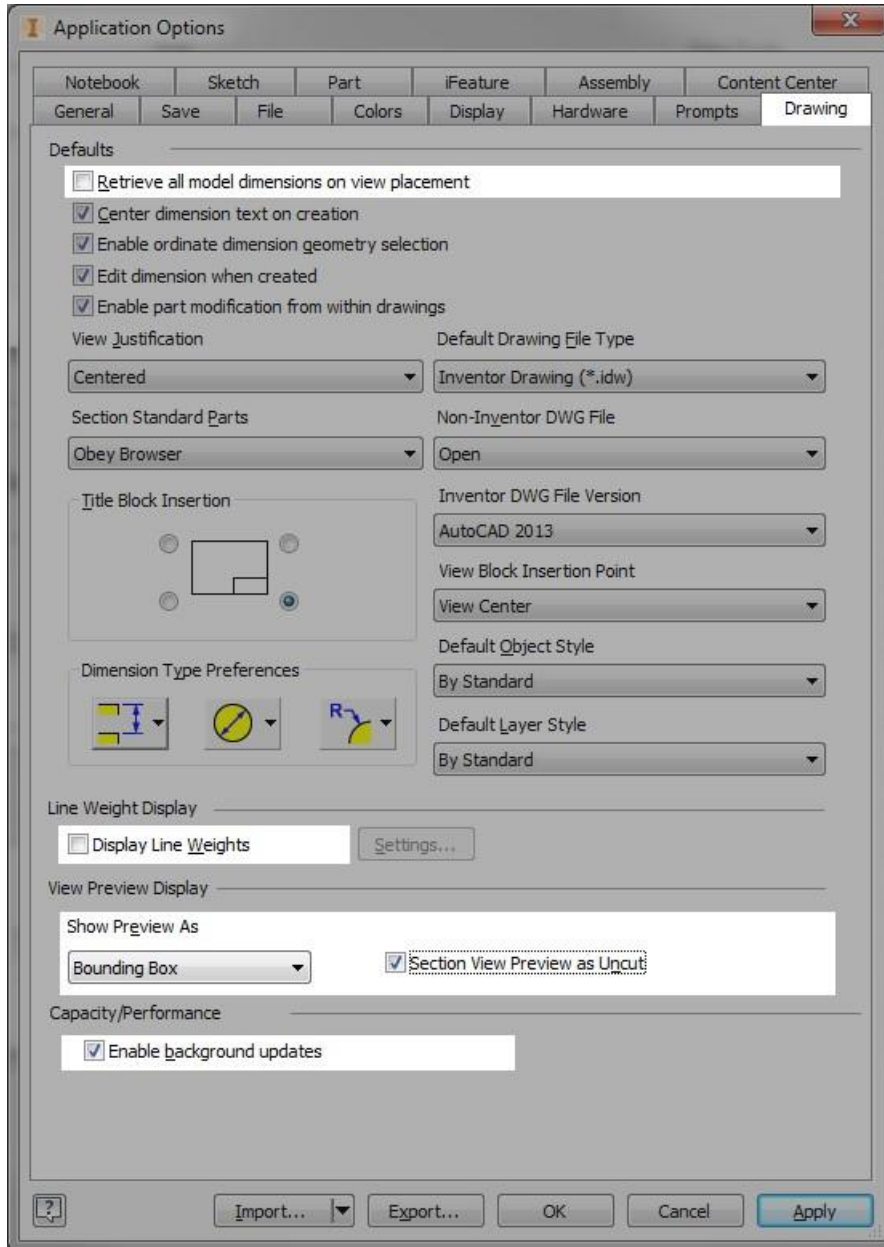 Application Options
Notebook Sketch Part iFeature Assembly Content Center
General Save File Colors Display Hardware Prompts Drawing
Defaults
Retrieve all model dimensions on view placement
Center dimension text on creation
Enable ordinate dimension geometry selection
Edit dimension when created
Enable part modification from within drawings
View Justification Default Drawing File Type
Centered Inventor Drawing (*.idw)
Section Standard Parts Non-Inventor DWG File
Obey Browser Open
Title Block Insertion Inventor DWG File Version
AutoCAD 2013
View Block Insertion Point
View Center
Default Object Style
Dimension Type Preferences By Standard
R
Default Layer Style
By Standard
Line Weight Display
Display Line Weights Settings...
View Preview Display
Show Preview As
Bounding Box Section View Preview as Uncut
Capacity/Performance
Enable background updates
? Import... Export... OK Cancel Apply